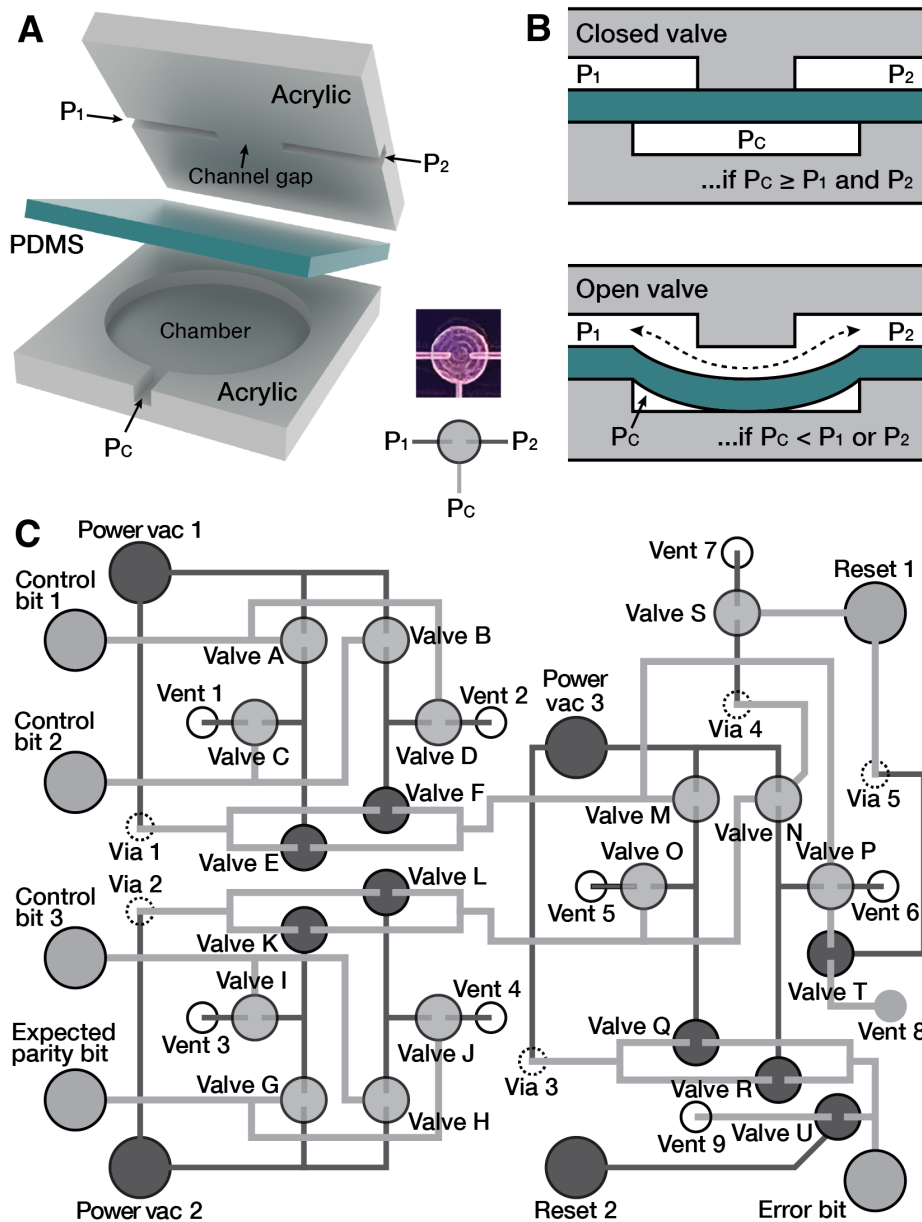 A
P1
Acrylic
Channel gap
P2
PDMS
Chamber
Acrylic
PC
P1
P2
PC
B
Closed valve
P1
P2
PC
...if PC ≥ P1 and P2
Open valve
P1
P2
PC
...if PC < P1 or P2
C
Power vac 1
Control
bit 1
Valve A
Valve B
Vent 1
Vent 2
Control
bit 2
Valve C
Valve D
Valve F
Via 1
Valve E
Via 2
Valve L
Control
bit 3
Valve K
Valve I
Vent 4
Vent 3
Valve J
Expected
parity bit
Valve G
Valve H
Power vac 2
Vent 7
Reset 1
Valve S
Power
vac 3
Via 4
Via 5
Valve M
Valve N
Valve O
Valve P
Vent 5
Vent 6
Valve T
Valve Q
Vent 8
Via 3
Valve R
Vent 9
Valve U
Reset 2
Error bit